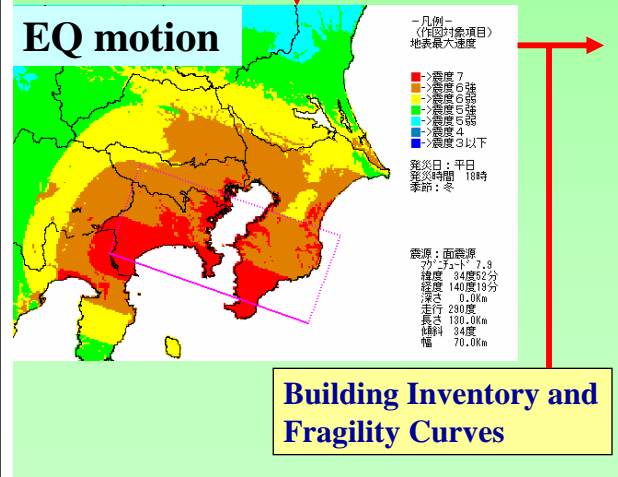 EQ motion
－凡例－
（作図対象項目）
地表最大速度
->震度７
->震度６強
->震度６弱
->震度５強
->震度５弱
->震度４
->震度３以下
発災日：平日
発災時間　18時
季節：冬
震源：面震源
ﾏｸﾞﾆﾁｭｰﾄﾞ 7.9
緯度　34度52分
経度　140度19分
深さ　0.0Km
走行　290度
長さ　130.0Km
傾斜　34度
幅　70.0Km
Building Inventory and
Fragility Curves